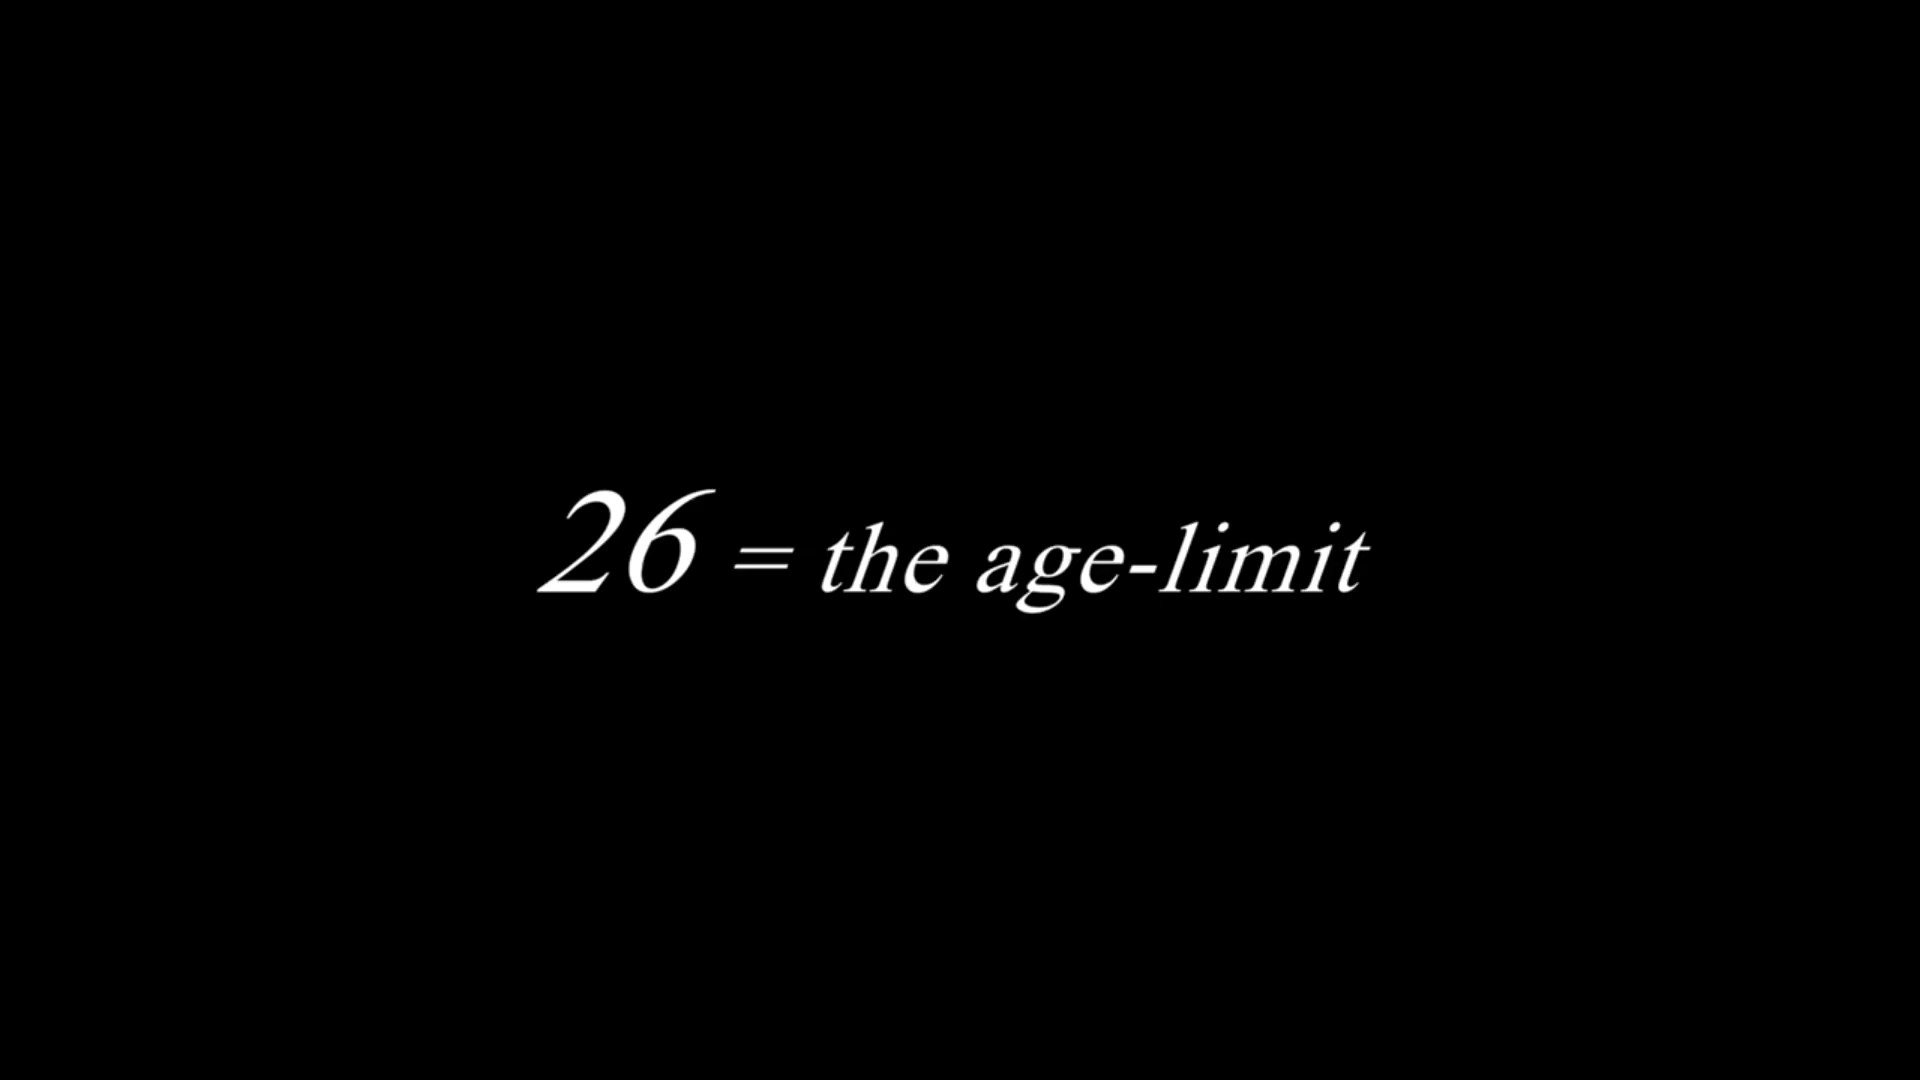 26 = the age-limit